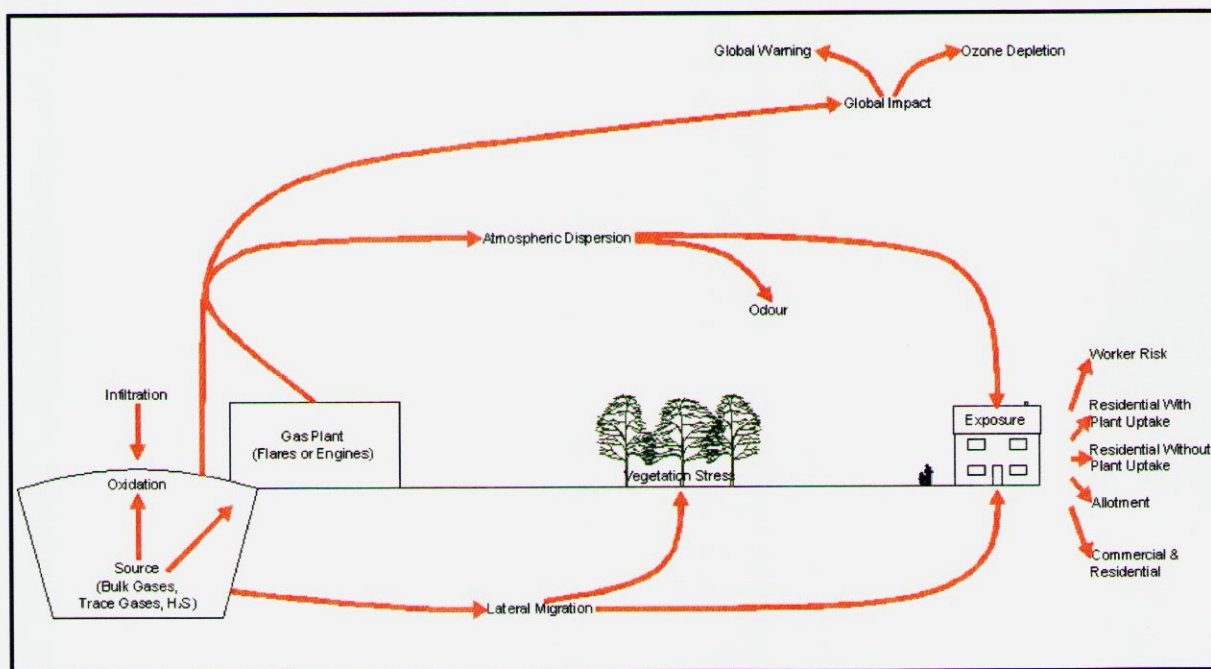 Global Warning
Ozone Depletion
Global Impact
Atmospheric Dispersion
Odour
Worker Risk
Infiltration
Residential With
Plant Uptake
Exposure
Gas Plant
(Flares or Engines)
Residential Without
Plant Uptake
Vegetation Stress
Oxidation
Allotment
Source
(Bulk Gases,
Trace Gases, H₂S)
Commercial &
Residential
Lateral Migration